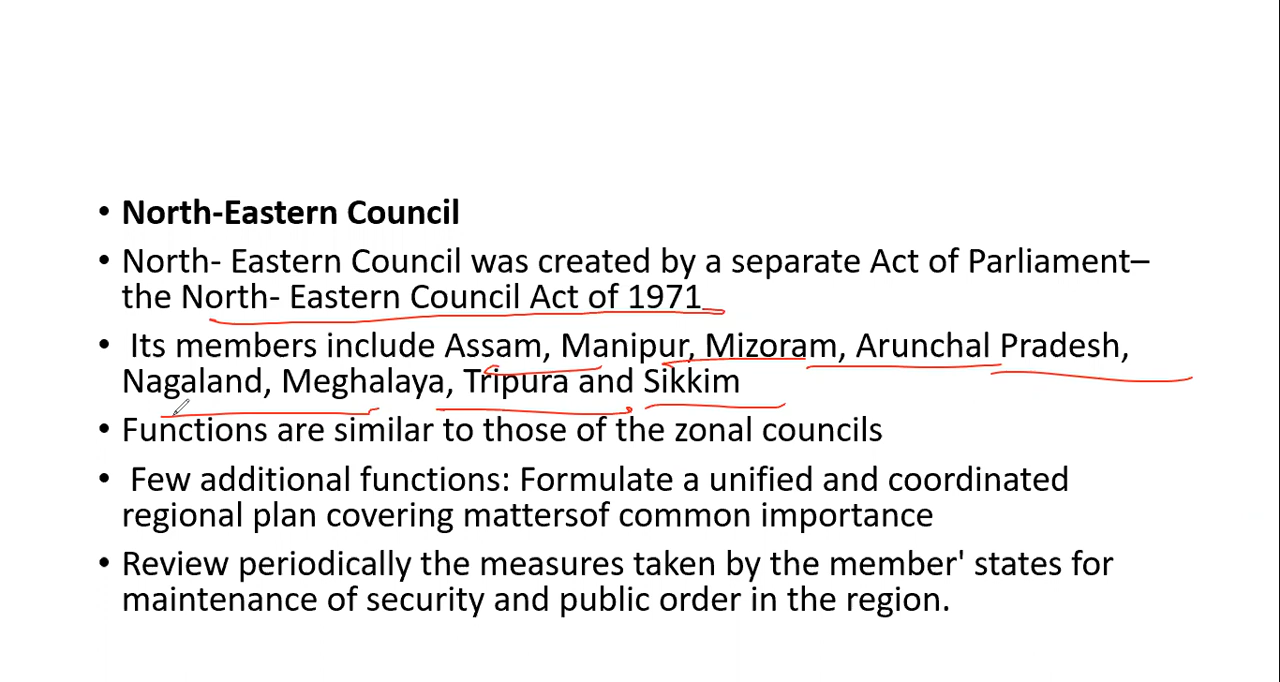 • North-Eastern Council
• North- Eastern Council was created by a separate Act of Parliament–
the North- Eastern Council Act of 1971
• Its members include Assam, Manipur, Mizoram, Arunchal Pradesh,
Nagaland, Meghalaya, Tripura and Sikkim
• Functions are similar to those of the zonal councils
• Few additional functions: Formulate a unified and coordinated
regional plan covering mattersof common importance
• Review periodically the measures taken by the member' states for
maintenance of security and public order in the region.